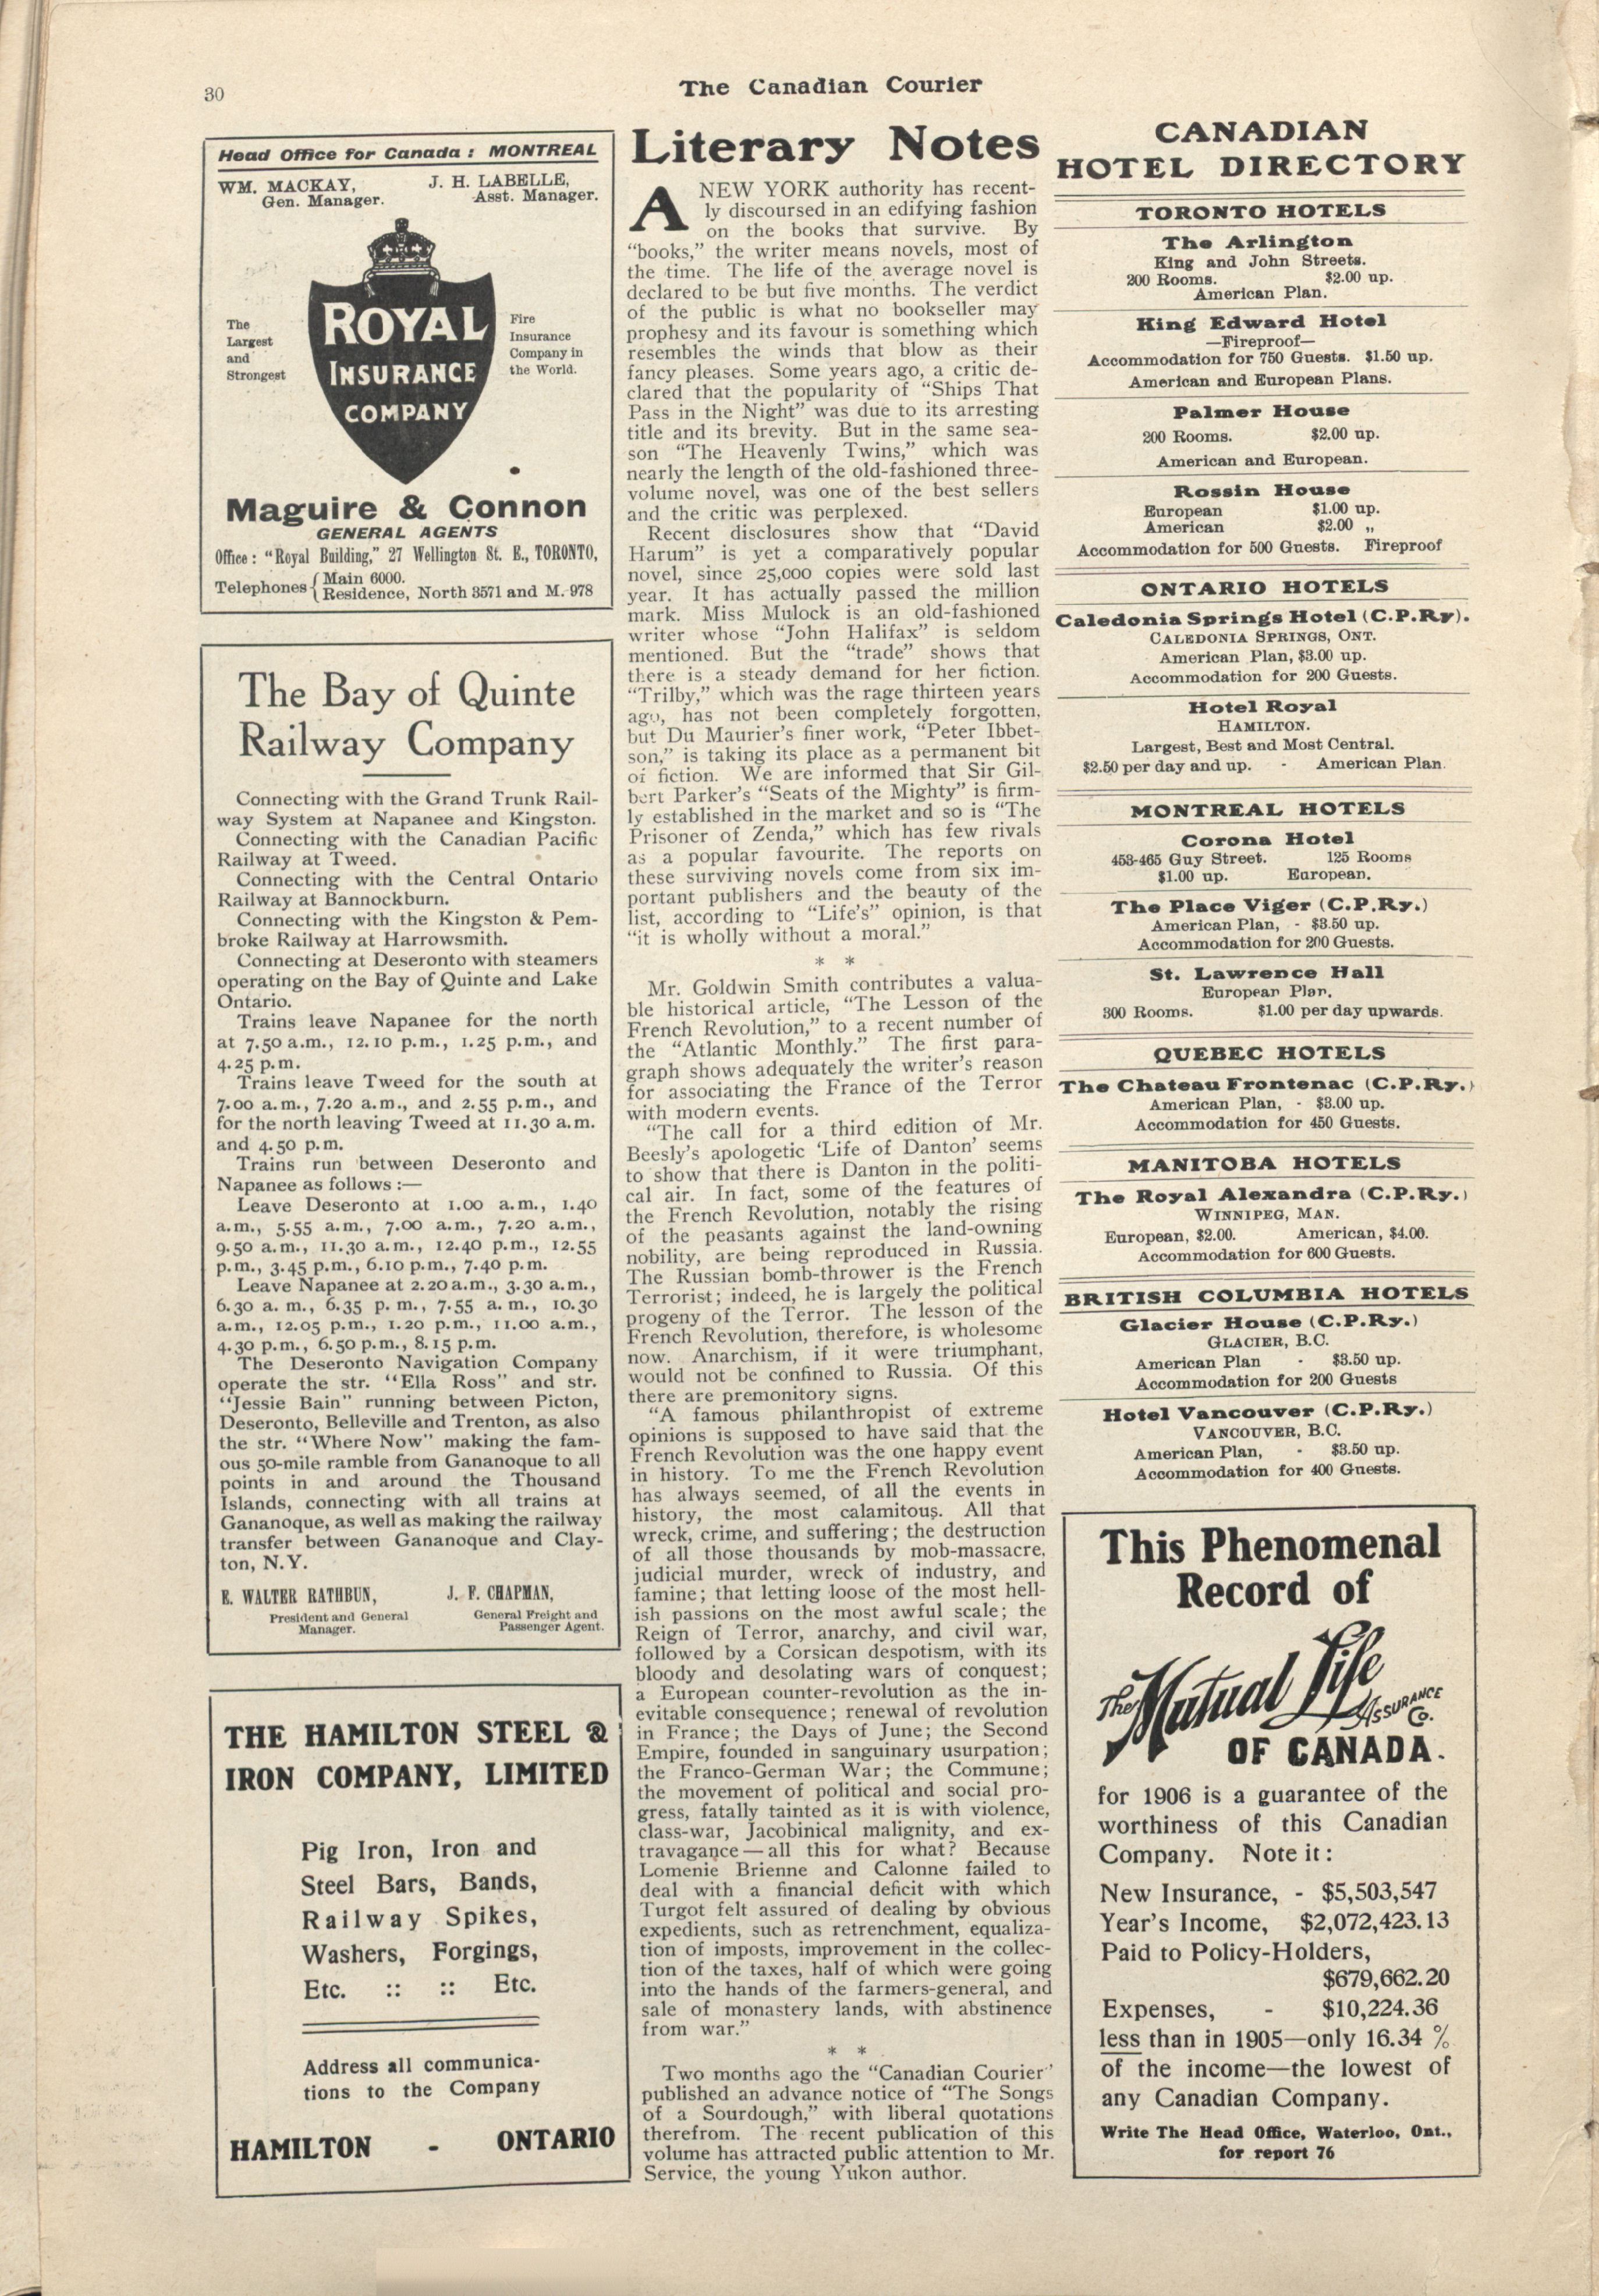 30
The Canadian Courier
Head Office for Canada: MONTREAL
WM. MACKAY,
Gen. Manager.
J. H. LABELLE,
Asst. Manager.
The
Largest
and
Strongest
ROYAL
INSURANCE
COMPANY
Fire
Insurance
Company in
the World.
Maguire & Connon
GENERAL AGENTS
Office: "Royal Building," 27 Wellington St. E., TORONTO,
Telephones { Main 6000.
Residence, North 3571 and M. 978
The Bay of Quinte
Railway Company
Connecting with the Grand Trunk Rail-
way System at Napanee and Kingston.
Connecting with the Canadian Pacific
Railway at Tweed.
Connecting with the Central Ontario
Railway at Bannockburn.
Connecting with the Kingston & Pem-
broke Railway at Harrowsmith.
Connecting at Deseronto with steamers
operating on the Bay of Quinte and Lake
Ontario.
Trains leave Napanee for the north
at 7.50 a.m., 12.10 p.m., 1.25 p.m., and
4.25 p.m.
Trains leave Tweed for the south at
7.00 a.m., 7.20 a.m., and 2.55 p.m., and
for the north leaving Tweed at 11.30 a.m.
and 4.50 p.m.
Trains run between Deseronto and
Napanee as follows :—
Leave Deseronto at 1.00 a.m., 1.40
a.m., 5.55 a.m., 7.00 a.m., 7.20 a.m.,
9.50 a.m., 11.30 a.m., 12.40 p.m., 12.55
p.m., 3.45 p.m., 6.10 p.m., 7.40 p.m.
Leave Napanee at 2.20 a.m., 3.30 a.m.,
6.30 a. m., 6.35 p. m., 7.55 a. m., 10.30
a.m., 12.05 p.m., 1.20 p.m., 11.00 a.m.,
4.30 p.m., 6.50 p.m., 8.15 p.m.
The Deseronto Navigation Company
operate the str. "Ella Ross" and str.
"Jessie Bain" running between Picton,
Deseronto, Belleville and Trenton, as also
the str. "Where Now" making the fam-
ous 50-mile ramble from Gananoque to all
points in and around the Thousand
Islands, connecting with all trains at
Gananoque, as well as making the railway
transfer between Gananoque and Clay-
ton, N.Y.
E. WALTER RATHBUN,
President and General
Manager.
J. F. CHAPMAN,
General Freight and
Passenger Agent.
THE HAMILTON STEEL &
IRON COMPANY, LIMITED
Pig Iron, Iron and
Steel Bars, Bands,
Railway Spikes,
Washers, Forgings,
Etc. :: :: Etc.
Address all communica-
tions to the Company
HAMILTON - ONTARIO
Literary Notes
A NEW YORK authority has recent-
ly discoursed in an edifying fashion
on the books that survive. By
"books," the writer means novels, most of
the time. The life of the average novel is
declared to be but five months. The verdict
of the public is what no bookseller may
prophesy and its favour is something which
resembles the winds that blow as their
fancy pleases. Some years ago, a critic de-
clared that the popularity of "Ships That
Pass in the Night" was due to its arresting
title and its brevity. But in the same sea-
son "The Heavenly Twins," which was
nearly the length of the old-fashioned three-
volume novel, was one of the best sellers
and the critic was perplexed.
Recent disclosures show that "David
Harum" is yet a comparatively popular
novel, since 25,000 copies were sold last
year. It has actually passed the million
mark. Miss Mulock is an old-fashioned
writer whose "John Halifax" is seldom
mentioned. But the "trade" shows that
there is a steady demand for her fiction.
"Trilby," which was the rage thirteen years
ago, has not been completely forgotten,
but Du Maurier's finer work, "Peter Ibbet-
son," is taking its place as a permanent bit
of fiction. We are informed that Sir Gil-
bert Parker's "Seats of the Mighty" is firm-
ly established in the market and so is "The
Prisoner of Zenda," which has few rivals
as a popular favourite. The reports on
these surviving novels come from six im-
portant publishers and the beauty of the
list, according to "Life's" opinion, is that
"it is wholly without a moral."
* *
Mr. Goldwin Smith contributes a valua-
ble historical article, "The Lesson of the
French Revolution," to a recent number of
the "Atlantic Monthly." The first para-
graph shows adequately the writer's reason
for associating the France of the Terror
with modern events.
"The call for a third edition of Mr.
Beesly's apologetic 'Life of Danton' seems
to show that there is Danton in the politi-
cal air. In fact, some of the features of
the French Revolution, notably the rising
of the peasants against the land-owning
nobility, are being reproduced in Russia.
The Russian bomb-thrower is the French
Terrorist; indeed, he is largely the political
progeny of the Terror. The lesson of the
French Revolution, therefore, is wholesome
now. Anarchism, if it were triumphant,
would not be confined to Russia. Of this
there are premonitory signs.
"A famous philanthropist of extreme
opinions is supposed to have said that the
French Revolution was the one happy event
in history. To me the French Revolution
has always seemed, of all the events in
history, the most calamitous. All that
wreck, crime, and suffering; the destruction
of all those thousands by mob-massacre,
judicial murder, wreck of industry, and
famine; that letting loose of the most hell-
ish passions on the most awful scale; the
Reign of Terror, anarchy, and civil war,
followed by a Corsican despotism, with its
bloody and desolating wars of conquest;
a European counter-revolution as the in-
evitable consequence; renewal of revolution
in France; the Days of June; the Second
Empire, founded in sanguinary usurpation;
the Franco-German War; the Commune;
the movement of political and social pro-
gress, fatally tainted as it is with violence,
class-war, Jacobinical malignity, and ex-
travagance—all this for what? Because
Lomenie Brienne and Calonne failed to
deal with a financial deficit with which
Turgot felt assured of dealing by obvious
expedients, such as retrenchment, equaliza-
tion of imposts, improvement in the collec-
tion of the taxes, half of which were going
into the hands of the farmers-general, and
sale of monastery lands, with abstinence
from war."
* *
Two months ago the "Canadian Courier'
published an advance notice of "The Songs
of a Sourdough," with liberal quotations
therefrom. The recent publication of this
volume has attracted public attention to Mr.
Service, the young Yukon author.
CANADIAN
HOTEL DIRECTORY
TORONTO HOTELS
The Arlington
King and John Streets.
200 Rooms. $2.00 up.
American Plan.
King Edward Hotel
—Fireproof—
Accommodation for 750 Guests. $1.50 up.
American and European Plans.
Palmer House
200 Rooms. $2.00 up.
American and European.
Rossin House
European $1.00 up.
American $2.00 „
Accommodation for 500 Guests. Fireproof
ONTARIO HOTELS
Caledonia Springs Hotel (C.P.Ry).
CALEDONIA SPRINGS, ONT.
American Plan, $3.00 up.
Accommodation for 200 Guests.
Hotel Royal
HAMILTON.
Largest, Best and Most Central.
$2.50 per day and up. - American Plan.
MONTREAL HOTELS
Corona Hotel
453-465 Guy Street. 125 Rooms
$1.00 up. European.
The Place Viger (C.P.Ry.)
American Plan, - $3.50 up.
Accommodation for 200 Guests.
St. Lawrence Hall
European Plan.
300 Rooms. $1.00 per day upwards.
QUEBEC HOTELS
The Chateau Frontenac (C.P.Ry.)
American Plan, - $3.00 up.
Accommodation for 450 Guests.
MANITOBA HOTELS
The Royal Alexandra (C.P.Ry.)
WINNIPEG, MAN.
European, $2.00. American, $4.00.
Accommodation for 600 Guests.
BRITISH COLUMBIA HOTELS
Glacier House (C.P.Ry.)
GLACIER, B.C.
American Plan - $3.50 up.
Accommodation for 200 Guests
Hotel Vancouver (C.P.Ry.)
VANCOUVER, B.C.
American Plan, - $3.50 up.
Accommodation for 400 Guests.
This Phenomenal
Record of
The Mutual Life
Assurance
Co.
OF CANADA.
for 1906 is a guarantee of the
worthiness of this Canadian
Company. Note it:
New Insurance, - $5,503,547
Year's Income, $2,072,423.13
Paid to Policy-Holders,
$679,662.20
Expenses, - $10,224.36
less than in 1905—only 16.34 %
of the income—the lowest of
any Canadian Company.
Write The Head Office, Waterloo, Ont.,
for report 76